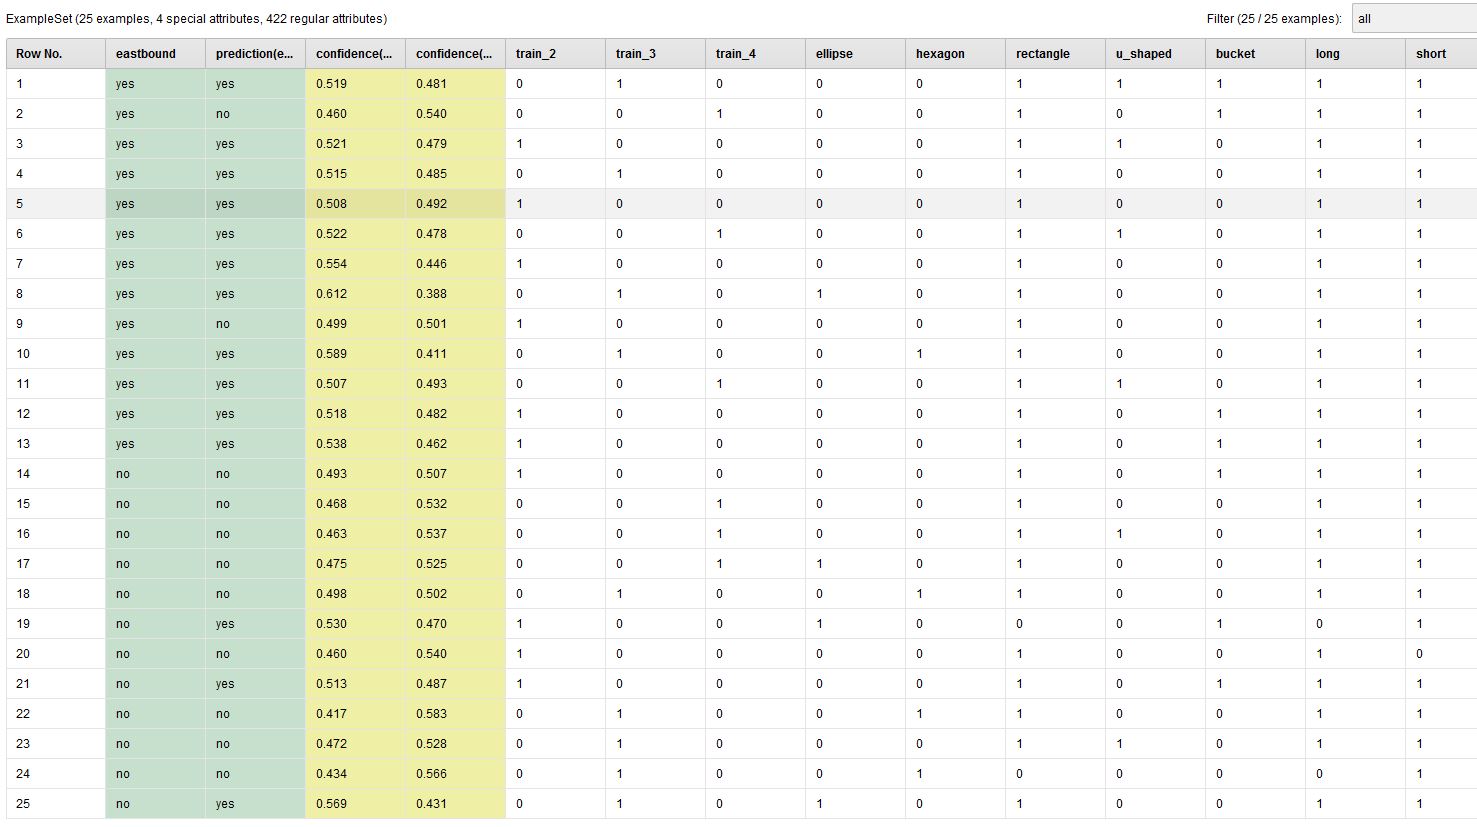 ExampleSet (25 examples, 4 special attributes, 422 regular attributes) Filter (25 / 25 examples): all
Row No. eastbound prediction(e... confidence(... confidence(... train_2 train_3 train_4 ellipse hexagon rectangle u_shaped bucket long short
1 yes yes 0.519 0.481 0 1 0 0 0 1 1 1 1 1
2 yes no 0.460 0.540 0 0 1 0 0 1 0 1 1 1
3 yes yes 0.521 0.479 1 0 0 0 0 1 1 0 1 1
4 yes yes 0.515 0.485 0 1 0 0 0 1 0 0 1 1
5 yes yes 0.508 0.492 1 0 0 0 0 1 0 0 1 1
6 yes yes 0.522 0.478 0 0 1 0 0 1 1 0 1 1
7 yes yes 0.554 0.446 1 0 0 0 0 1 0 0 1 1
8 yes yes 0.612 0.388 0 1 0 1 0 1 0 0 1 1
9 yes no 0.499 0.501 1 0 0 0 0 1 0 0 1 1
10 yes yes 0.589 0.411 0 1 0 0 1 1 0 0 1 1
11 yes yes 0.507 0.493 0 0 1 0 0 1 1 0 1 1
12 yes yes 0.518 0.482 1 0 0 0 0 1 0 1 1 1
13 yes yes 0.538 0.462 1 0 0 0 0 1 0 1 1 1
14 no no 0.493 0.507 1 0 0 0 0 1 0 1 1 1
15 no no 0.468 0.532 0 0 1 0 0 1 0 0 1 1
16 no no 0.463 0.537 0 0 1 0 0 1 1 0 1 1
17 no no 0.475 0.525 0 0 1 1 0 1 0 0 1 1
18 no no 0.498 0.502 0 1 0 0 1 1 0 0 1 1
19 no yes 0.530 0.470 1 0 0 1 0 0 0 1 0 1
20 no no 0.460 0.540 1 0 0 0 0 1 0 0 1 0
21 no yes 0.513 0.487 1 0 0 0 0 1 0 1 1 1
22 no no 0.417 0.583 0 1 0 0 1 1 0 0 1 1
23 no no 0.472 0.528 0 1 0 0 0 1 1 0 1 1
24 no no 0.434 0.566 0 1 0 0 1 0 0 0 0 1
25 no yes 0.569 0.431 0 1 0 1 0 1 0 0 1 1